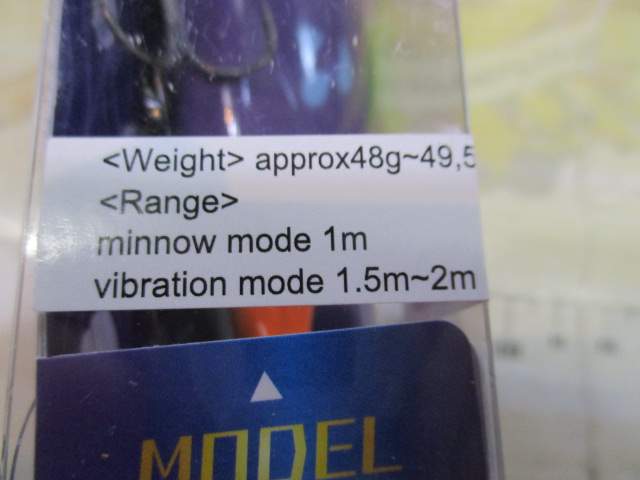 <Weight> approx48g~49,5
<Range>
minnow mode 1m
vibration mode 1.5m~2m
MODEL